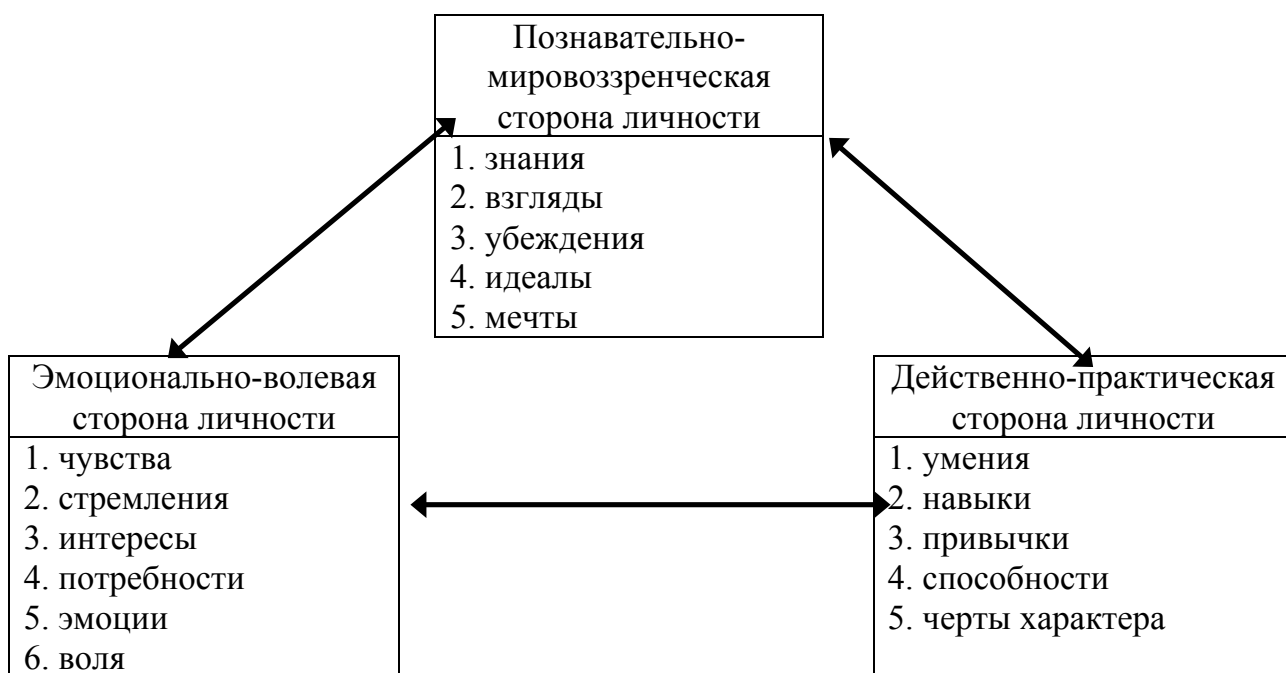 Познавательно-
мировоззренческая
сторона личности
1. знания
2. взгляды
3. убеждения
4. идеалы
5. мечты
Эмоционально-волевая
сторона личности
1. чувства
2. стремления
3. интересы
4. потребности
5. эмоции
6. воля
Действенно-практическая
сторона личности
1. умения
2. навыки
3. привычки
4. способности
5. черты характера